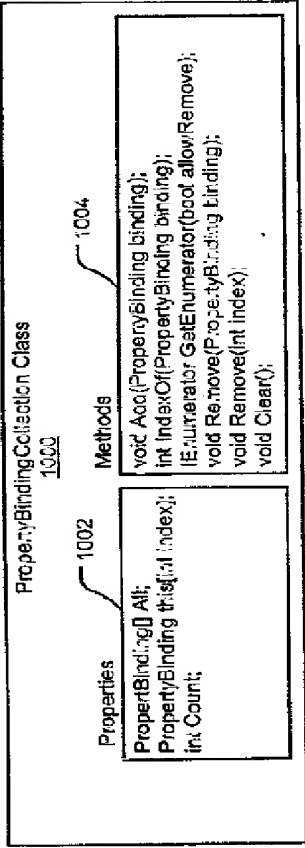 PropertyBindingCollection Class
1000
Properties
1002
PropertBinding[] All;
PropertyBinding this[int index];
int Count;
Methods
1004
void Add(PropertyBinding binding);
int IndexOf(PropertyBinding binding);
IEnumerator GetEnumerator(bool allowRemove);
void Remove(PropertyBinding binding);
void Remove(int index);
void Clear();